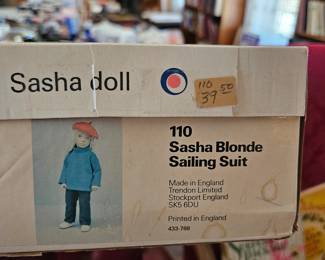 Sasha doll
110
39 50
110
Sasha Blonde
Sailing Suit
Made in England
Trendon Limited
Stockport England
SK5 6DU
Printed in England
433-788